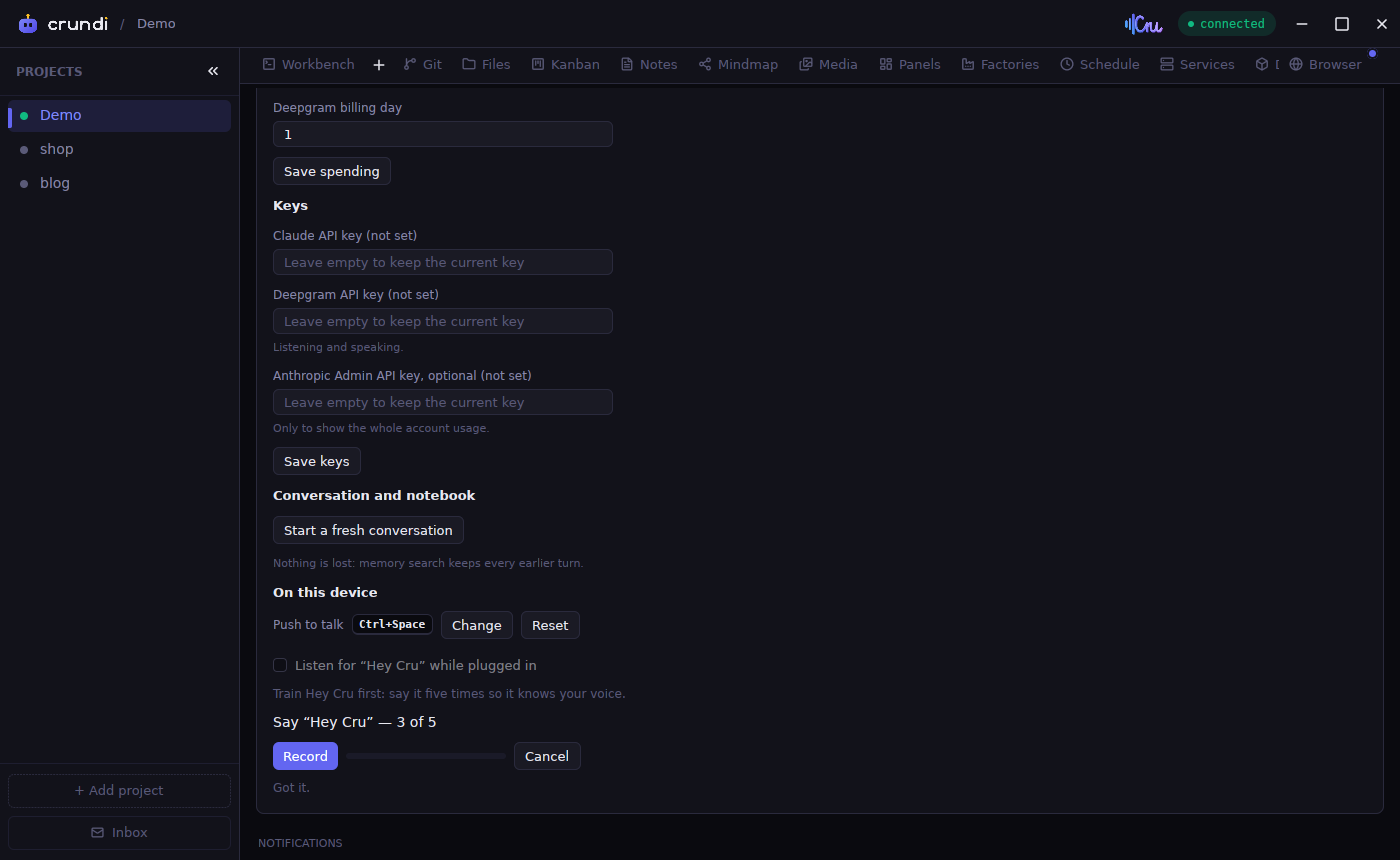 crundi / Demo
Cru
connected
PROJECTS
Workbench + Git Files Kanban Notes Mindmap Media Panels Factories Schedule Services Browser
Demo
shop
blog
+ Add project
Inbox
Deepgram billing day
1
Save spending
Keys
Claude API key (not set)
Leave empty to keep the current key
Deepgram API key (not set)
Leave empty to keep the current key
Listening and speaking.
Anthropic Admin API key, optional (not set)
Leave empty to keep the current key
Only to show the whole account usage.
Save keys
Conversation and notebook
Start a fresh conversation
Nothing is lost: memory search keeps every earlier turn.
On this device
Push to talk Ctrl+Space Change Reset
Listen for “Hey Cru” while plugged in
Train Hey Cru first: say it five times so it knows your voice.
Say “Hey Cru” — 3 of 5
Record Cancel
Got it.
NOTIFICATIONS